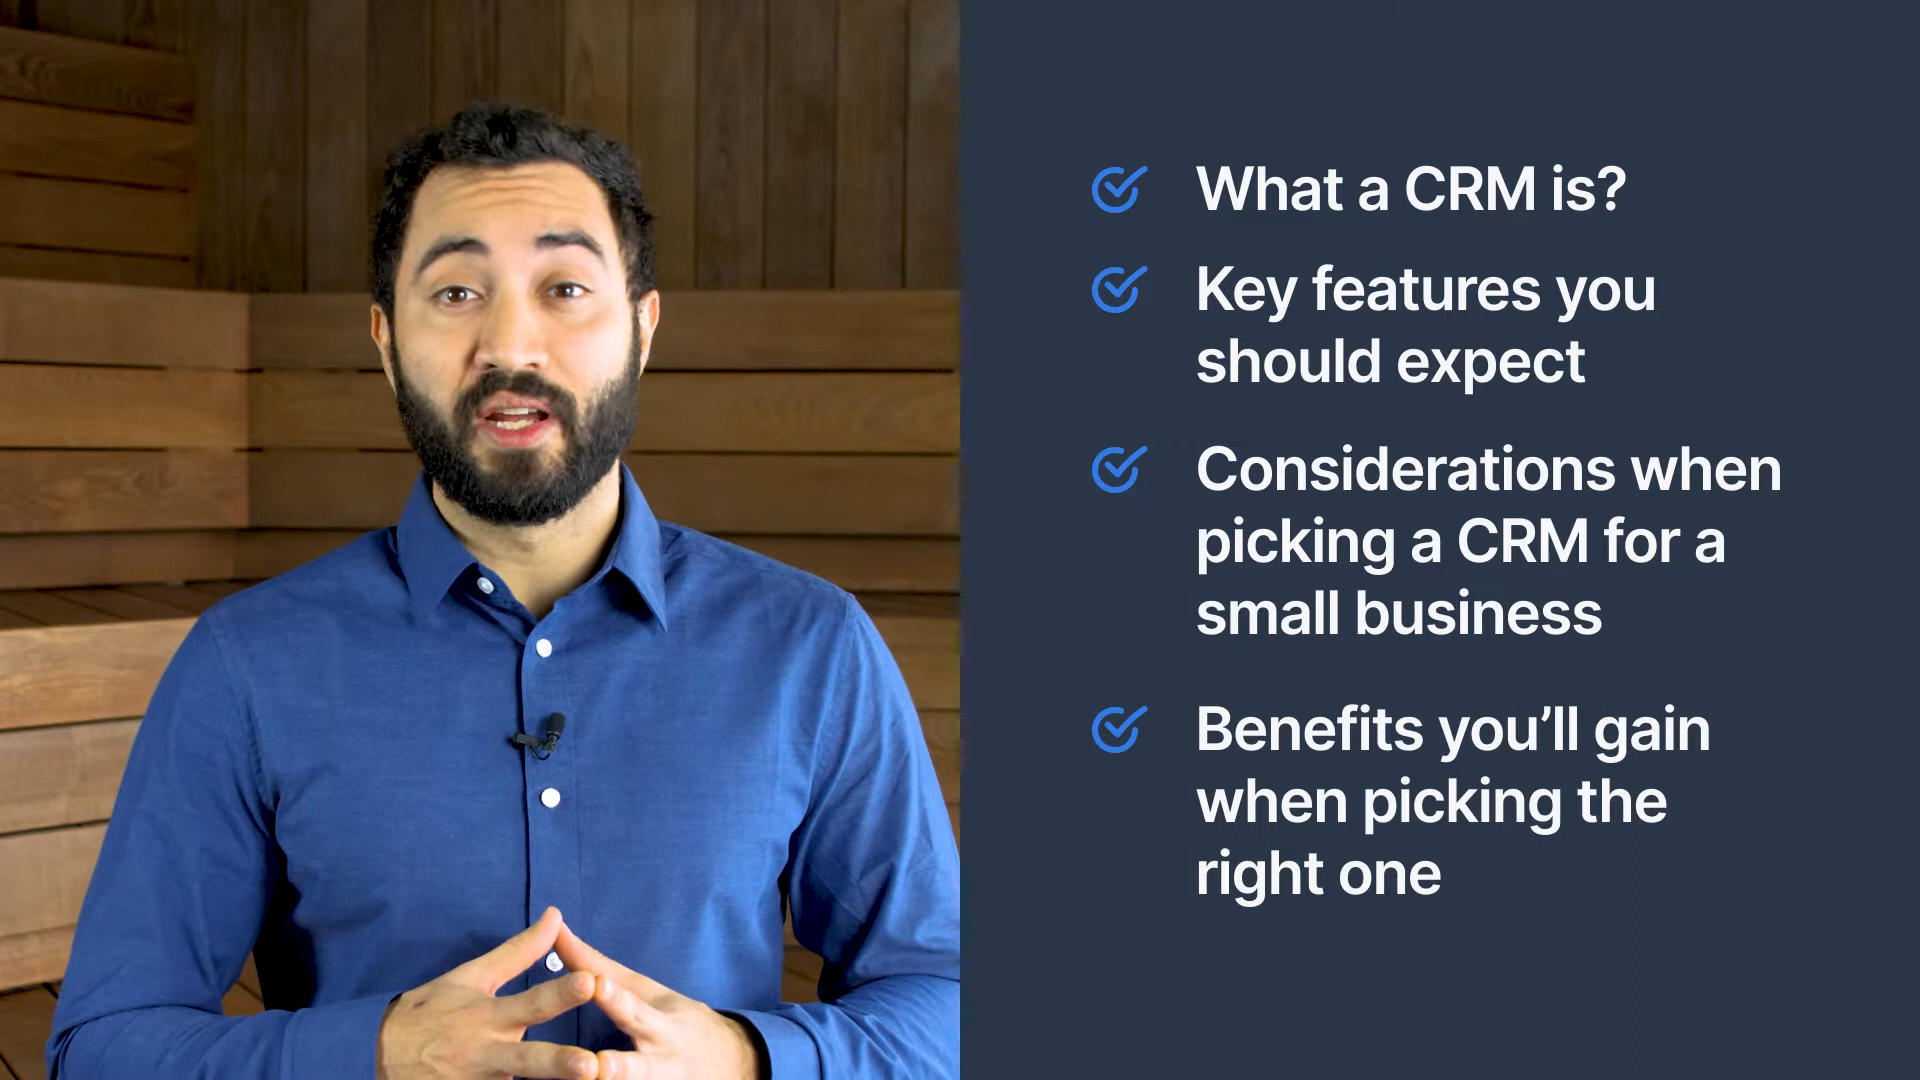 What a CRM is?
Key features you
should expect
Considerations when
picking a CRM for a
small business
Benefits you’ll gain
when picking the
right one